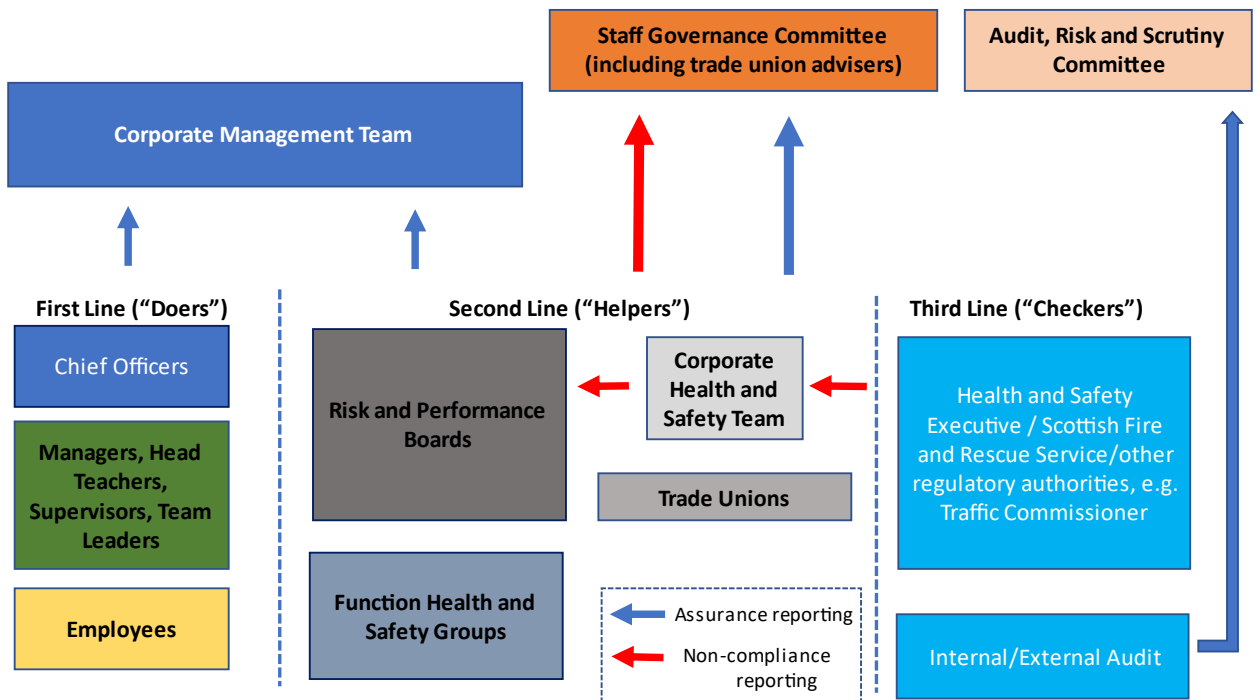 Staff Governance Committee
(including trade union advisers)
Audit, Risk and Scrutiny
Committee
Corporate Management Team
First Line (“Doers”)
Second Line (“Helpers”)
Third Line (“Checkers”)
Chief Officers
Managers, Head
Teachers,
Supervisors, Team
Leaders
Employees
Risk and Performance
Boards
Corporate
Health and
Safety Team
Trade Unions
Function Health and
Safety Groups
Assurance reporting
Non-compliance
reporting
Health and Safety
Executive / Scottish Fire
and Rescue Service/other
regulatory authorities, e.g.
Traffic Commissioner
Internal/External Audit